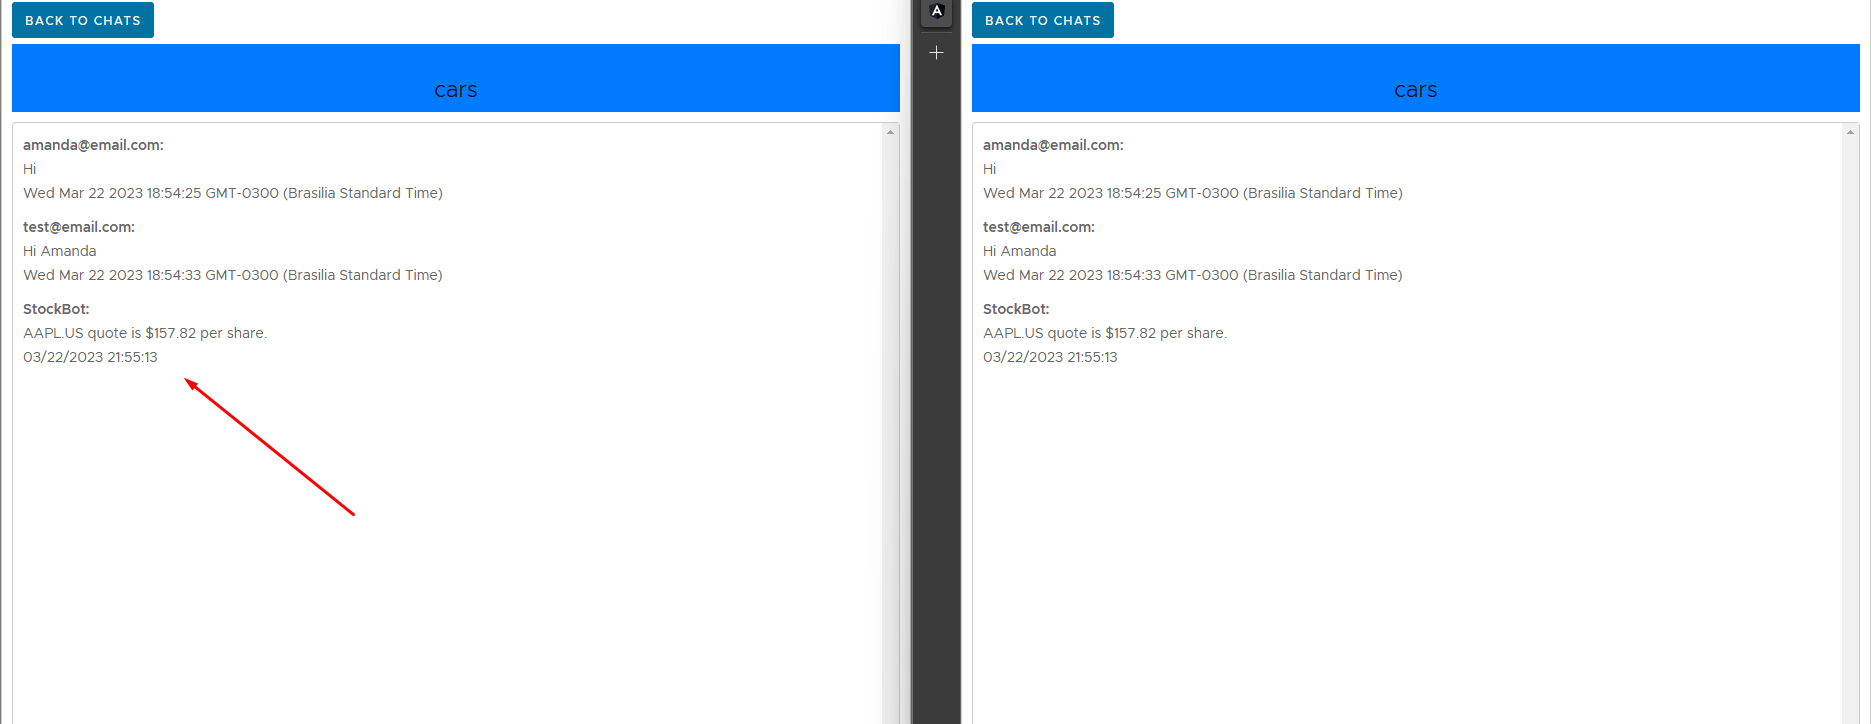 BACK TO CHATS
cars
amanda@email.com:
Hi
Wed Mar 22 2023 18:54:25 GMT-0300 (Brasilia Standard Time)
test@email.com:
Hi Amanda
Wed Mar 22 2023 18:54:33 GMT-0300 (Brasilia Standard Time)
StockBot:
AAPL.US quote is $157.82 per share.
03/22/2023 21:55:13
A
BACK TO CHATS
cars
amanda@email.com:
Hi
Wed Mar 22 2023 18:54:25 GMT-0300 (Brasilia Standard Time)
test@email.com:
Hi Amanda
Wed Mar 22 2023 18:54:33 GMT-0300 (Brasilia Standard Time)
StockBot:
AAPL.US quote is $157.82 per share.
03/22/2023 21:55:13